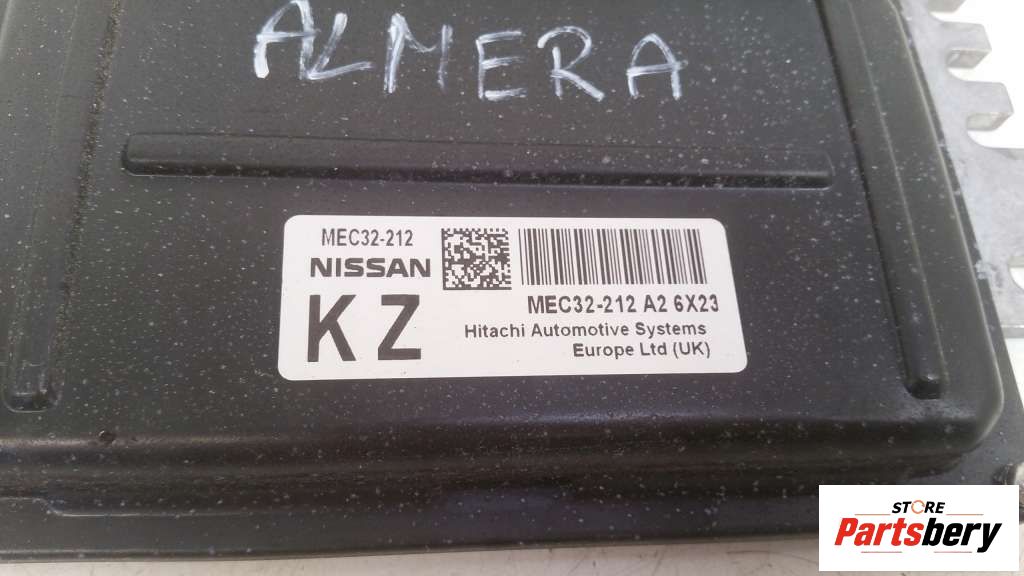 ALMERA
MEC32-212
NISSAN
KZ
MEC32-212 A2 6X23
Hitachi Automotive Systems
Europe Ltd (UK)
STORE
Partsbery